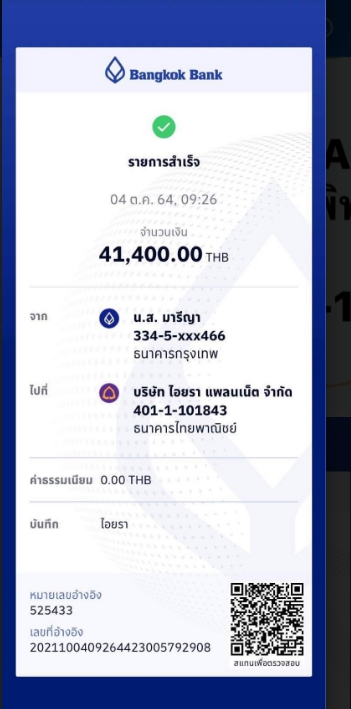 Bangkok Bank
รายการสำเร็จ
04 ต.ค. 64, 09:26
จำนวนเงิน
41,400.00 THB
จาก
น.ส. มารีญา
334-5-xxx466
ธนาคารกรุงเทพ
ไปที่
บริษัท ไอยรา แพลนเน็ต จำกัด
401-1-101843
ธนาคารไทยพาณิชย์
ค่าธรรมเนียม 0.00 THB
บันทึก ไอยรา
หมายเลขอ้างอิง
525433
เลขที่อ้างอิง
2021100409264423005792908
สแกนเพื่อตรวจสอบ